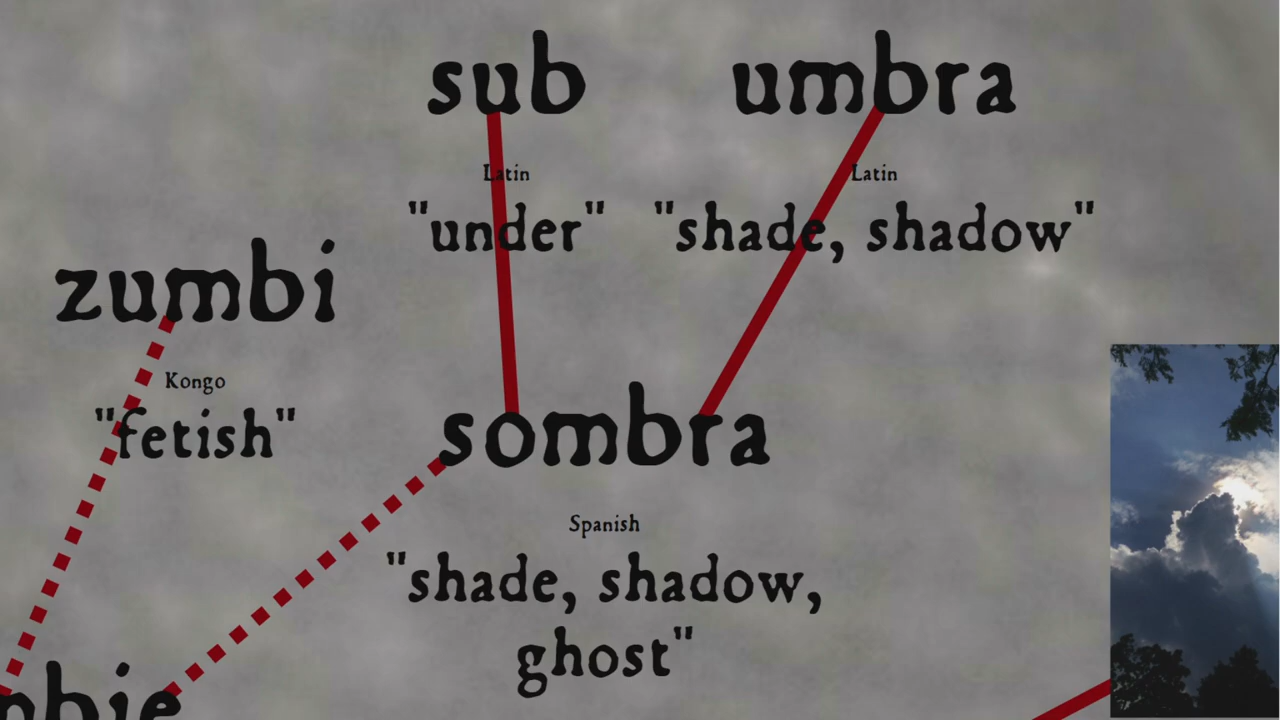 sub
Latin
"under"
umbra
Latin
"shade, shadow"
zumbi
Kongo
"fetish"
sombra
Spanish
"shade, shadow,
ghost"